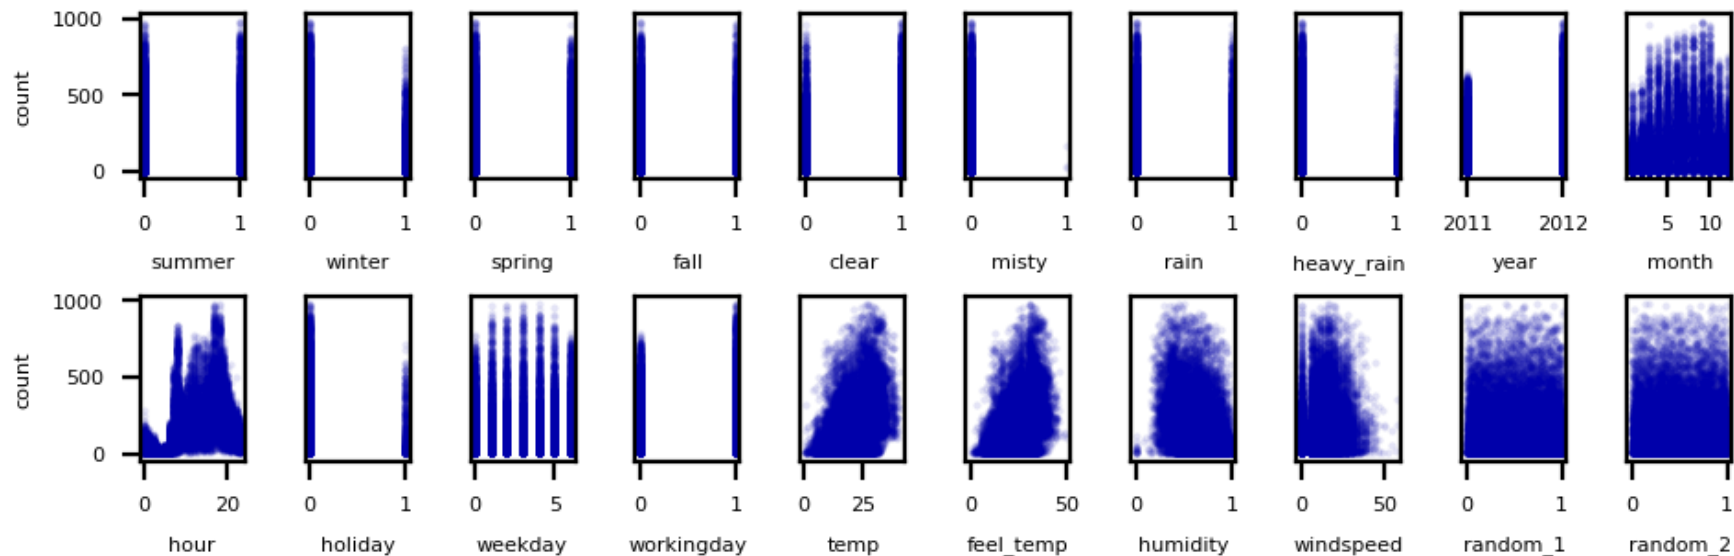 1000
500
0
count
0 1 0 1 0 1 0 1 0 1 0 1 0 1 0 1 2011 2012 5 10
summer winter spring fall clear misty rain heavy_rain year month
1000
500
0
count
0 20 0 1 0 5 0 1 0 25 0 50 0 1 0 50 0 1 0 1
hour holiday weekday workingday temp feel_temp humidity windspeed random_1 random_2